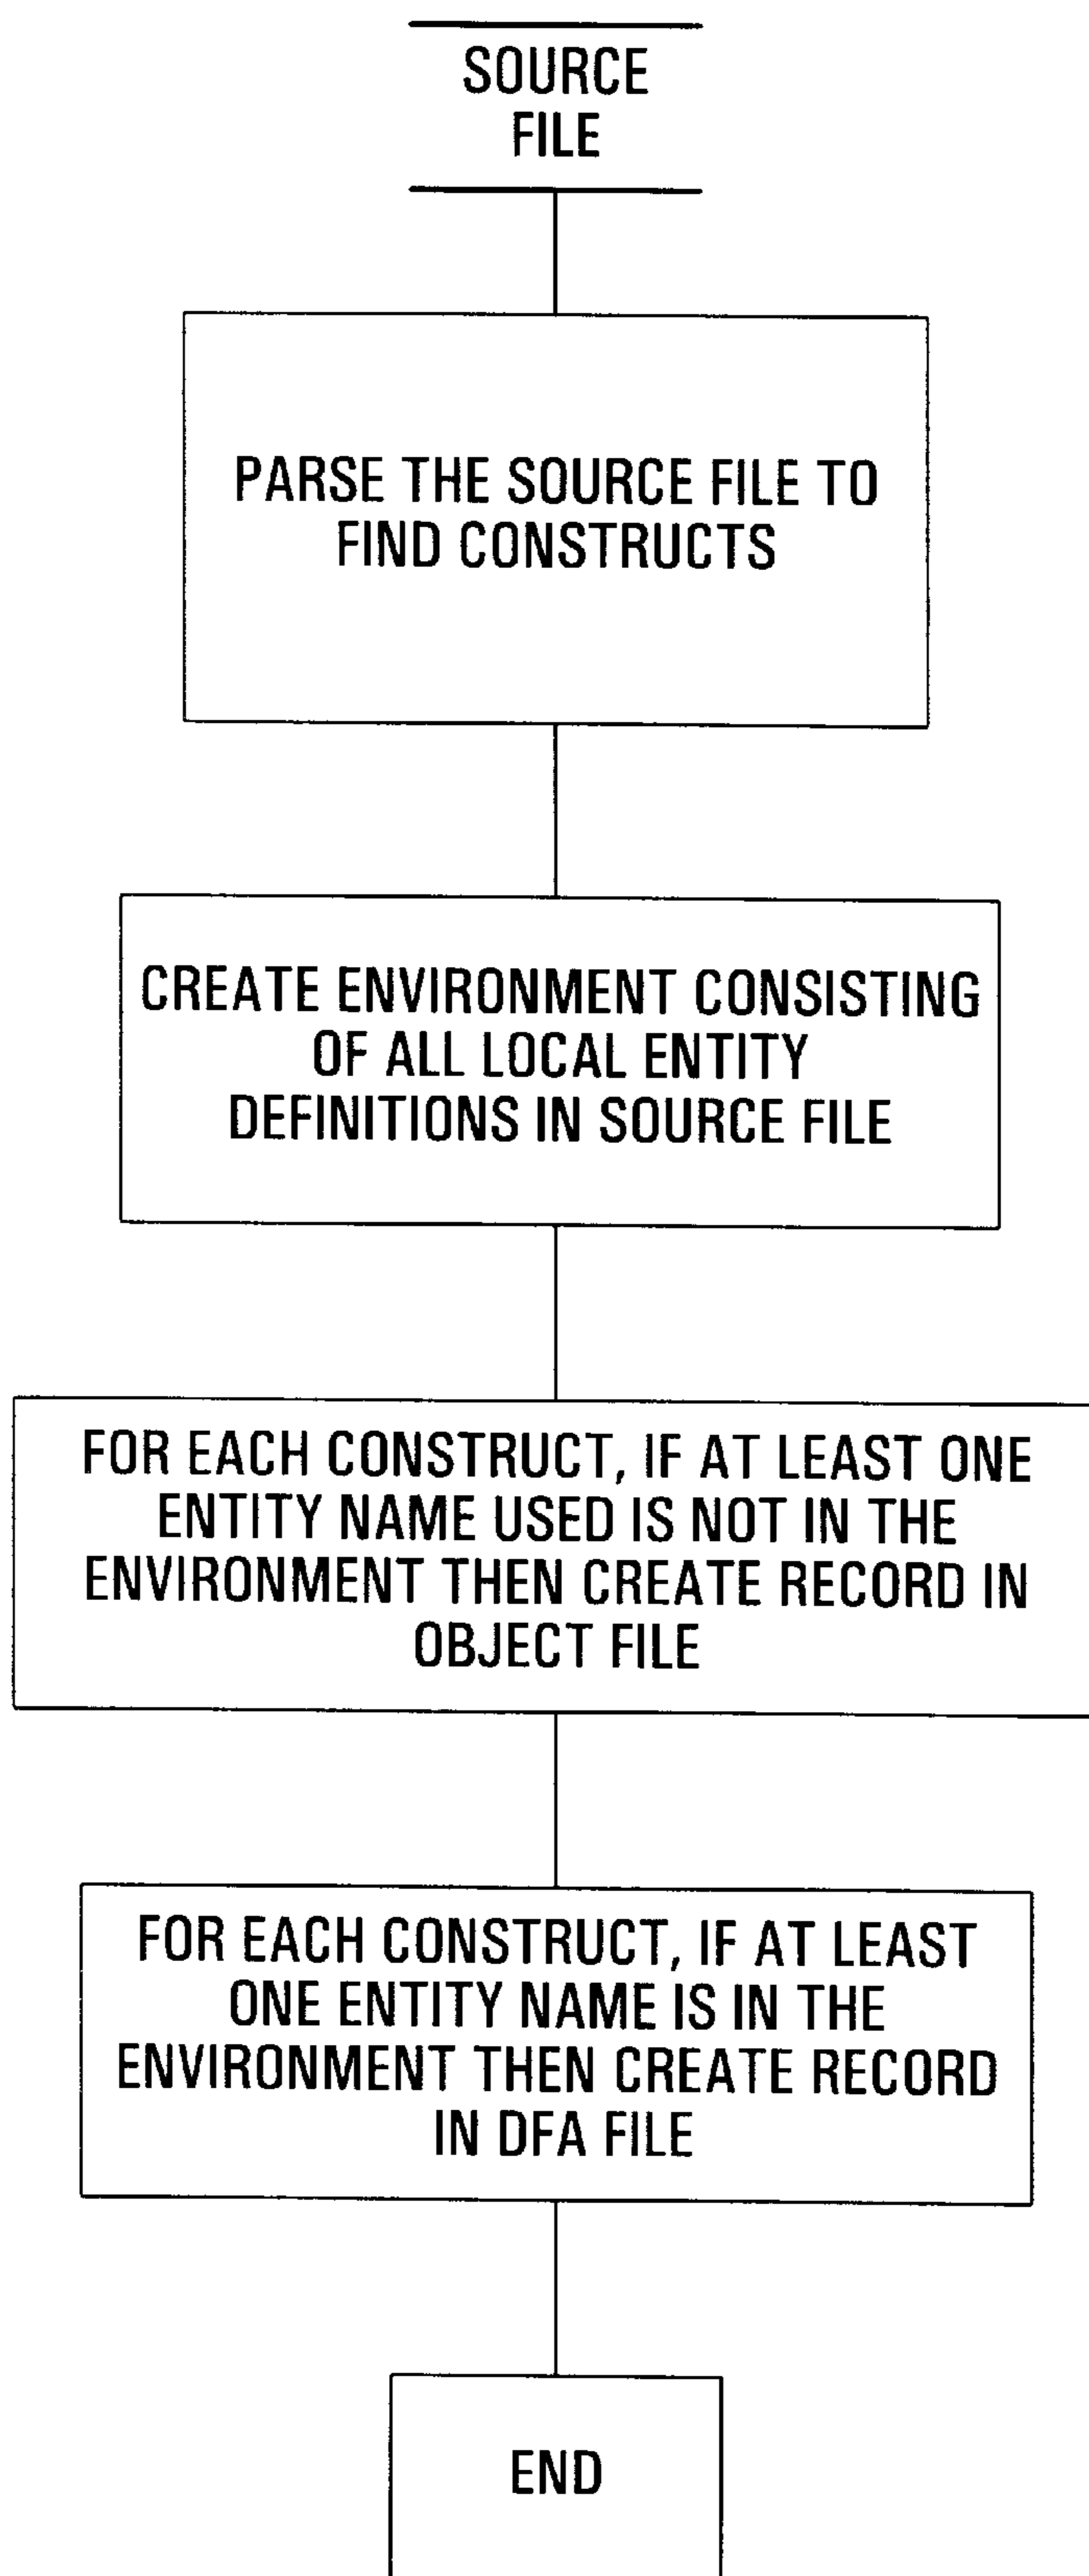 SOURCE
FILE
PARSE THE SOURCE FILE TO
FIND CONSTRUCTS
CREATE ENVIRONMENT CONSISTING
OF ALL LOCAL ENTITY
DEFINITIONS IN SOURCE FILE
FOR EACH CONSTRUCT, IF AT LEAST ONE
ENTITY NAME USED IS NOT IN THE
ENVIRONMENT THEN CREATE RECORD IN
OBJECT FILE
FOR EACH CONSTRUCT, IF AT LEAST
ONE ENTITY NAME IS IN THE
ENVIRONMENT THEN CREATE RECORD
IN DFA FILE
END